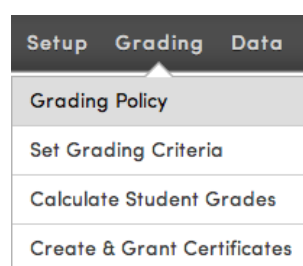 Setup Grading Data
Grading Policy
Set Grading Criteria
Calculate Student Grades
Create & Grant Certificates